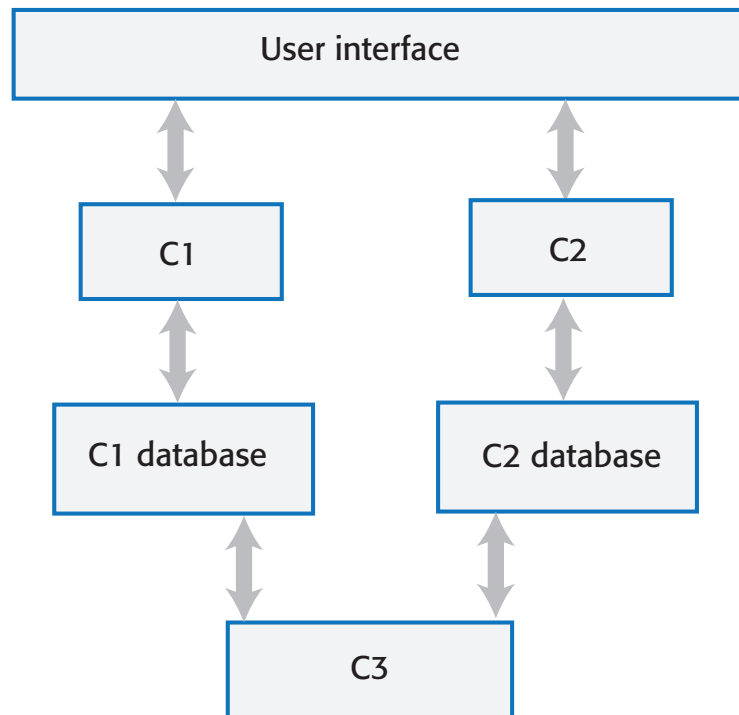 User interface
C1
C2
C1 database
C2 database
C3